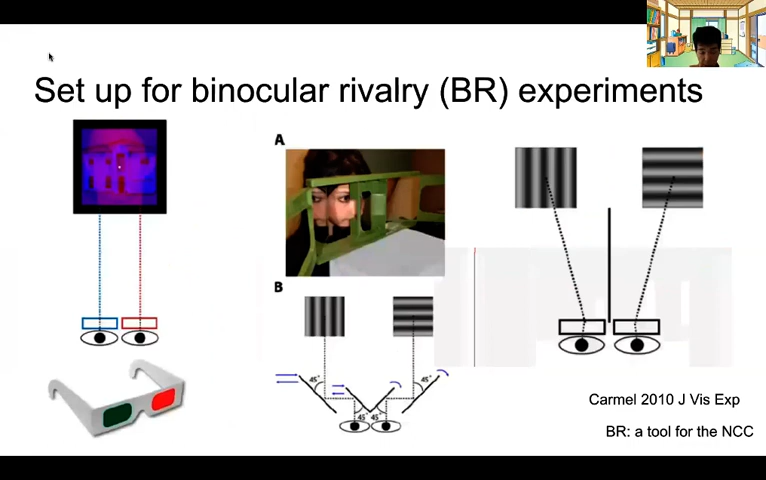 Set up for binocular rivalry (BR) experiments
A
B
45°
45°
45°
45°
Carmel 2010 J Vis Exp
BR: a tool for the NCC